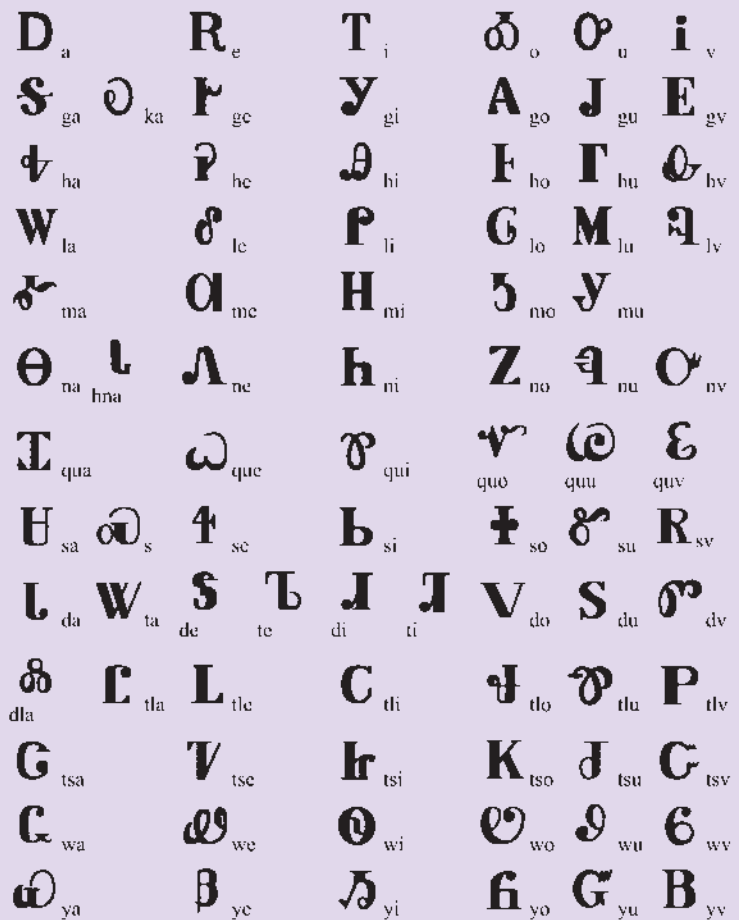 Ꭰ a Ꭱ e Ꭲ i Ꭳ o Ꭴ u Ꭵ v
Ꭶ ga Ꭷ ka Ꭸ ge Ꭹ gi Ꭺ go Ꭻ gu Ꭼ gv
Ꭽ ha Ꭾ he Ꭿ hi Ꮀ ho Ꮁ hu Ꮂ hv
Ꮃ la Ꮄ le Ꮅ li Ꮆ lo Ꮇ lu Ꮈ lv
Ꮉ ma Ꮊ me Ꮋ mi Ꮌ mo Ꮍ mu
Ꮎ na Ꮏ hna Ꮑ ne Ꮒ ni Ꮓ no Ꮔ nu Ꮕ nv
Ꮖ qua Ꮗ que Ꮘ qui Ꮙ quo Ꮚ quu Ꮛ quv
Ꮜ sa Ꮝ s Ꮞ se Ꮟ si Ꮠ so Ꮡ su Ꮢ sv
Ꮣ da Ꮤ ta Ꮥ de Ꮦ te Ꮧ di Ꮨ ti Ꮩ do Ꮪ du Ꮫ dv
Ꮬ dla Ꮭ tla Ꮮ tle Ꮯ tli Ꮰ tlo Ꮱ tlu Ꮲ tlv
Ꮳ tsa Ꮴ tse Ꮵ tsi Ꮶ tso Ꮷ tsu Ꮸ tsv
Ꮹ wa Ꮺ we Ꮻ wi Ꮼ wo Ꮽ wu Ꮾ wv
Ꮿ ya Ᏸ ye Ᏹ yi Ᏺ yo Ᏻ yu Ᏼ yv